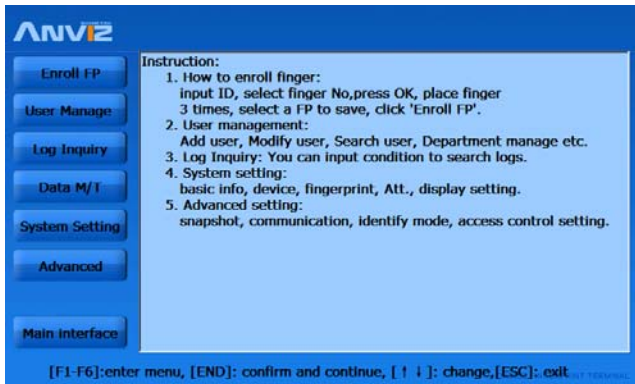 ANVIZ
Enroll FP
User Manage
Log Inquiry
Data M/T
System Setting
Advanced
Main interface
Instruction:
1. How to enroll finger:
input ID, select finger No,press OK, place finger
3 times, select a FP to save, click 'Enroll FP'.
2. User management:
Add user, Modify user, Search user, Department manage etc.
3. Log Inquiry: You can input condition to search logs.
4. System setting:
basic info, device, fingerprint, Att., display setting.
5. Advanced setting:
snapshot, communication, identify mode, access control setting.
[F1-F6]:enter menu, [END]: confirm and continue, [ ↑ ↓ ]: change,[ESC]: exit